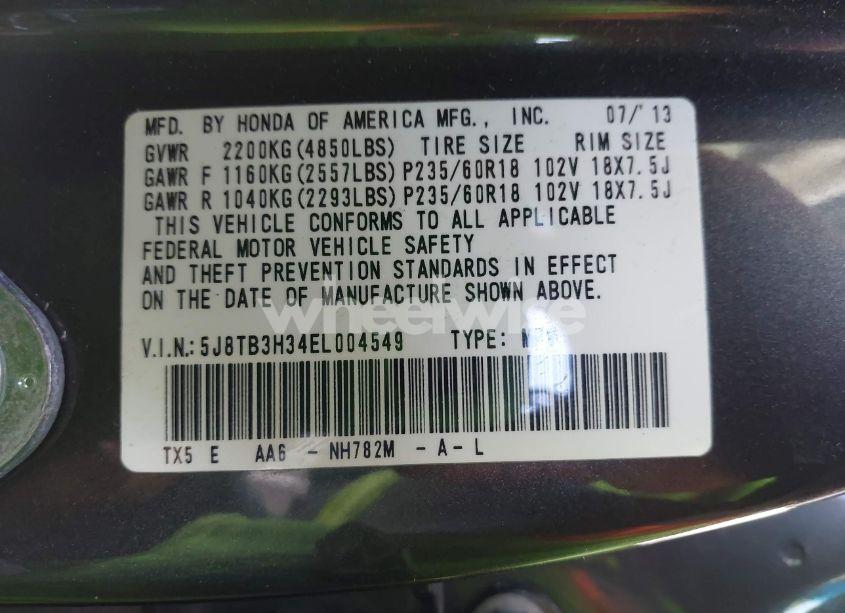 MFD. BY HONDA OF AMERICA MFG., INC. 07/'13
GVWR 2200KG(4850LBS) TIRE SIZE RIM SIZE
GAWR F 1160KG(2557LBS) P235/60R18 102V 18X7.5J
GAWR R 1040KG(2293LBS) P235/60R18 102V 18X7.5J
THIS VEHICLE CONFORMS TO ALL APPLICABLE
FEDERAL MOTOR VEHICLE SAFETY
AND THEFT PREVENTION STANDARDS IN EFFECT
ON THE DATE OF MANUFACTURE SHOWN ABOVE.
wheelwise
V.I.N.: 5J8TB3H34EL004549 TYPE:
TX5 E AA6 - NH782M - A - L